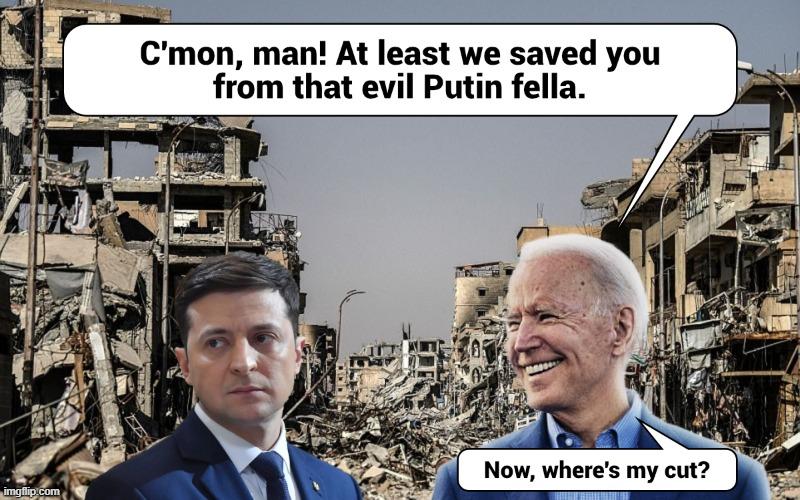 C'mon, man! At least we saved you
from that evil Putin fella.
Now, where's my cut?
imgflip.com